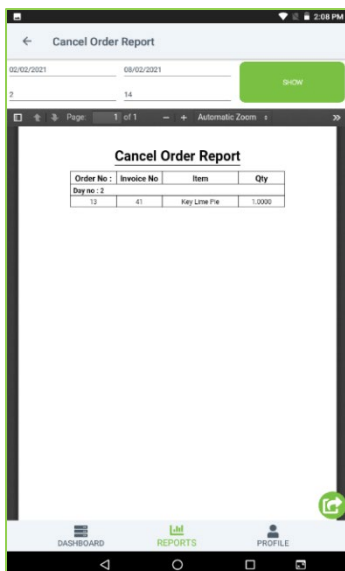 2:08 PM
Cancel Order Report
02/02/2021 08/02/2021
SHOW
2 14
Page: 1 of 1 Automatic Zoom
Cancel Order Report
Order No : Invoice No Item Qty
Day no : 2
13 41 Key Lime Pie 1.0000
DASHBOARD REPORTS PROFILE